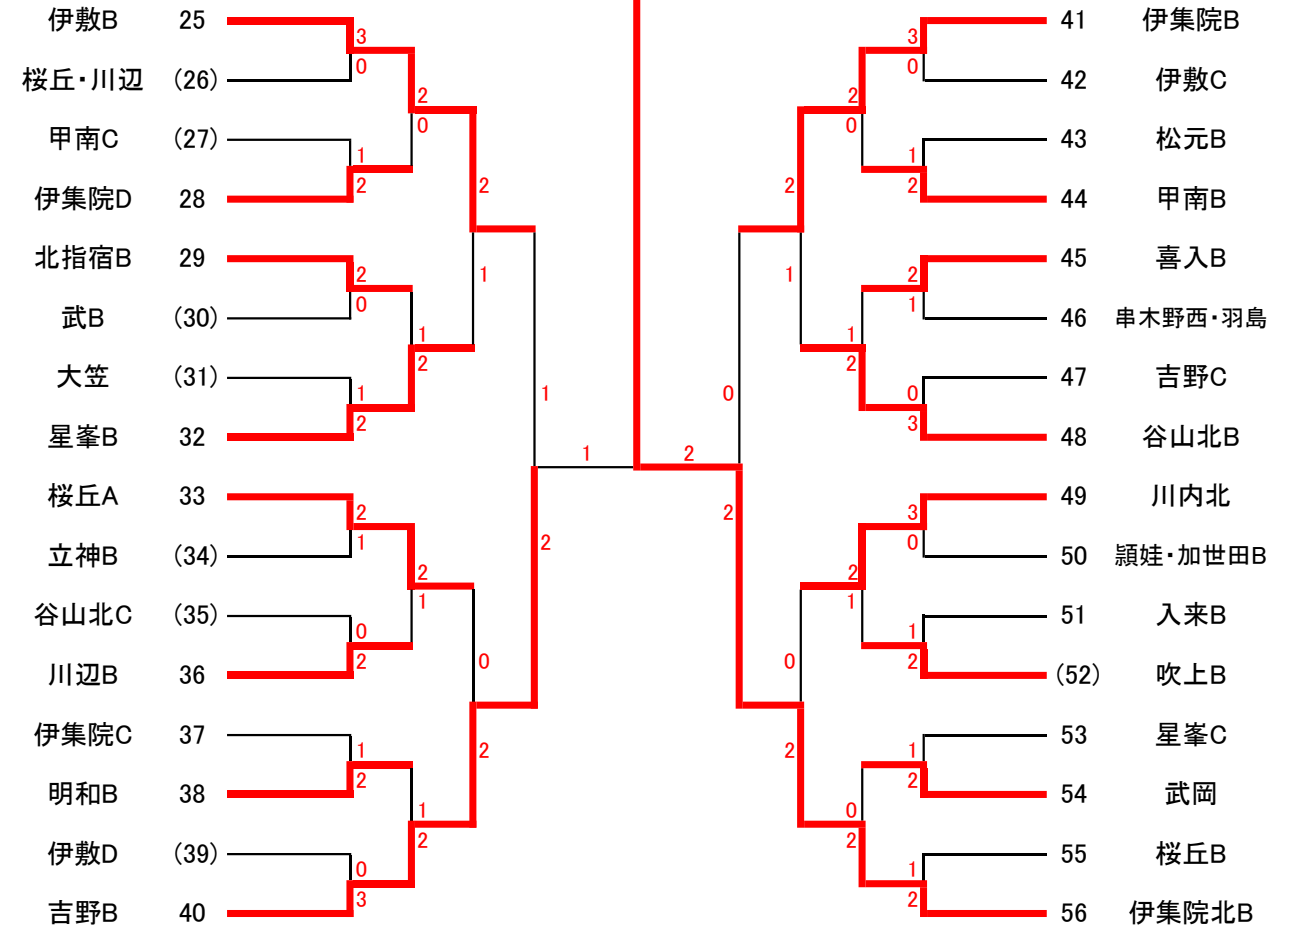 伊敷B 25 3 3 41 伊集院B
桜丘・川辺 (26) 0 0 42 伊敷C
2 2
0 0
甲南C (27) 1 1 43 松元B
伊集院D 28 2 2 2 2 44 甲南B
北指宿B 29 2 1 1 2 45 喜入B
武B (30) 0 1 46 串木野西・羽島
1 1
2 2
大笠 (31) 1 1 0 0 47 吉野C
星峯B 32 2 3 48 谷山北B
1 2
桜丘A 33 2 2 2 3 49 川内北
立神B (34) 1 0 50 頴娃・加世田B
2 2
1 1
谷山北C (35) 0 1 51 入来B
川辺B 36 2 0 0 2 (52) 吹上B
伊集院C 37 1 2 2 1 53 星峯C
明和B 38 2 2 54 武岡
1 0
2 2
伊敷D (39) 0 1 55 桜丘B
吉野B 40 3 2 56 伊集院北B